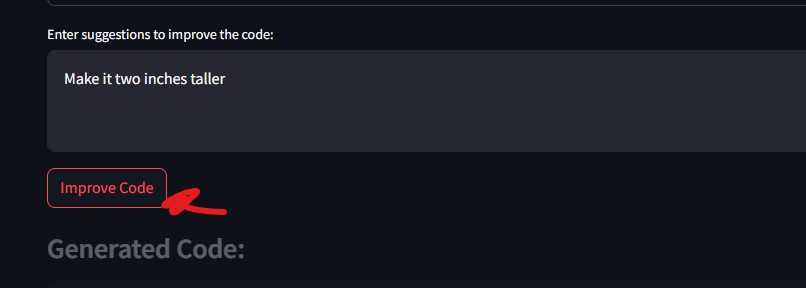 Enter suggestions to improve the code:
Make it two inches taller
Improve Code
Generated Code: